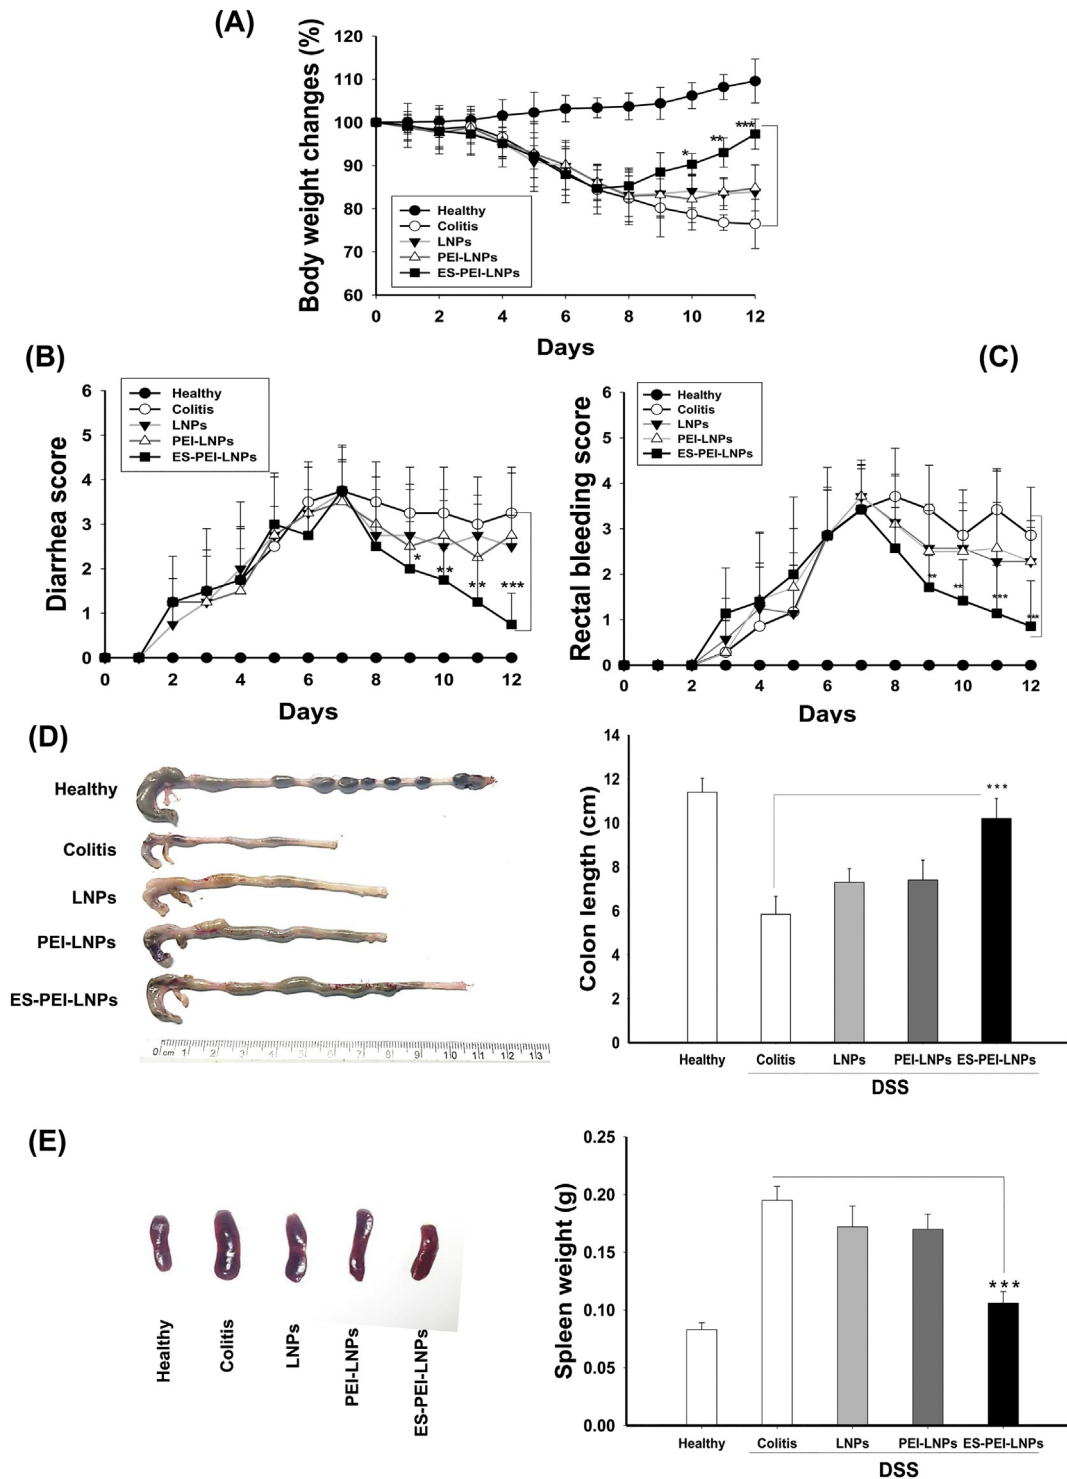 (A)
Body weight changes (%)
120
110
100
90
80
70
60
*
**
***
Healthy
Colitis
LNPs
PEI-LNPs
ES-PEI-LNPs
0 2 4 6 8 10 12
Days
(B)
Diarrhea score
6
5
4
3
2
1
0
Healthy
Colitis
LNPs
PEI-LNPs
ES-PEI-LNPs
*
**
**
***
0 2 4 6 8 10 12
Days
(C)
Rectal bleeding score
6
5
4
3
2
1
0
Healthy
Colitis
LNPs
PEI-LNPs
ES-PEI-LNPs
**
**
***
***
0 2 4 6 8 10 12
Days
(D)
Healthy
Colitis
LNPs
PEI-LNPs
ES-PEI-LNPs
0 cm 1 2 3 4 5 6 7 8 9 10 11 12 13
Colon length (cm)
14
12
10
8
6
4
2
0
***
Healthy Colitis LNPs PEI-LNPs ES-PEI-LNPs
DSS
(E)
Healthy
Colitis
LNPs
PEI-LNPs
ES-PEI-LNPs
Spleen weight (g)
0.25
0.20
0.15
0.10
0.05
0.00
***
Healthy Colitis LNPs PEI-LNPs ES-PEI-LNPs
DSS